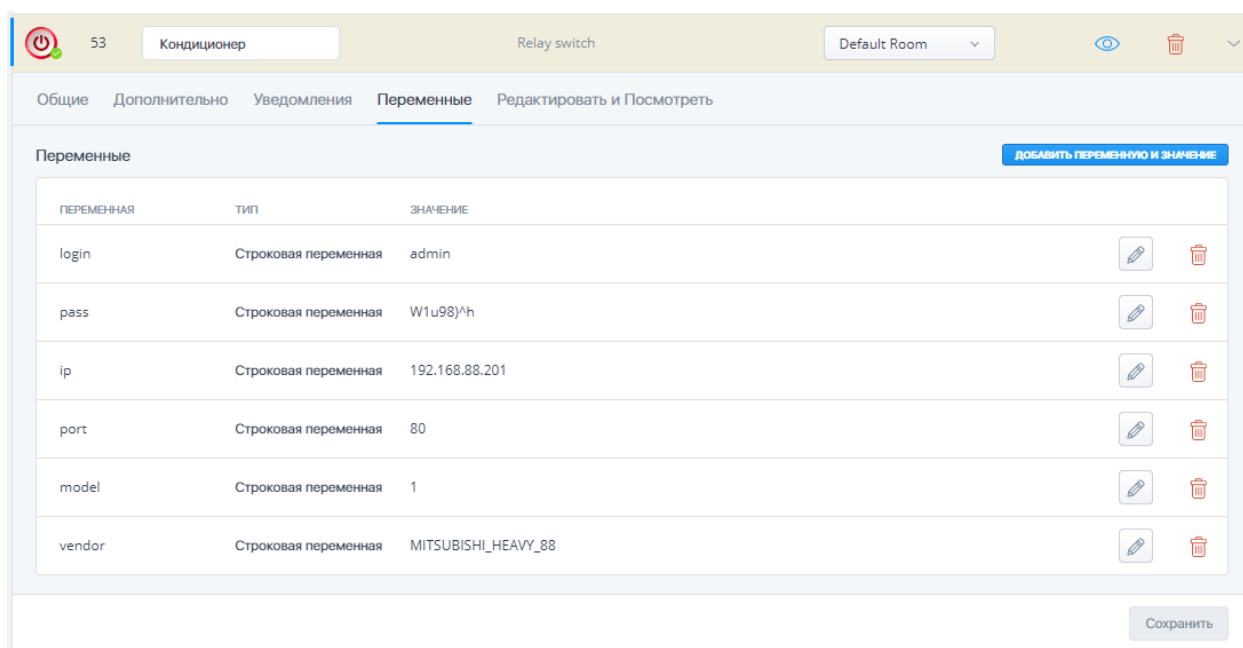 53 Кондиционер Relay switch Default Room
Общие Дополнительно Уведомления Переменные Редактировать и Посмотреть
Переменные ДОБАВИТЬ ПЕРЕМЕННУЮ И ЗНАЧЕНИЕ
ПЕРЕМЕННАЯ ТИП ЗНАЧЕНИЕ
login Строковая переменная admin
pass Строковая переменная W1u98)^h
ip Строковая переменная 192.168.88.201
port Строковая переменная 80
model Строковая переменная 1
vendor Строковая переменная MITSUBISHI_HEAVY_88
Сохранить